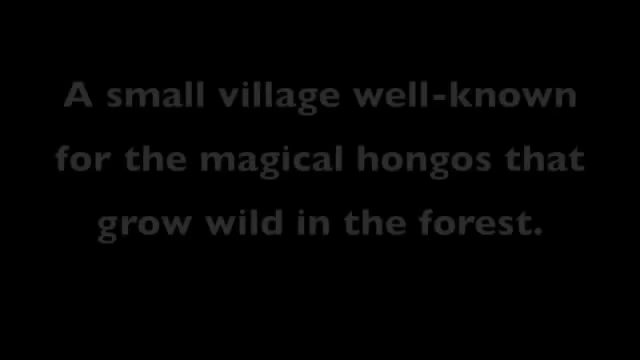 A small village well-known
for the magical hongos that
grow wild in the forest.